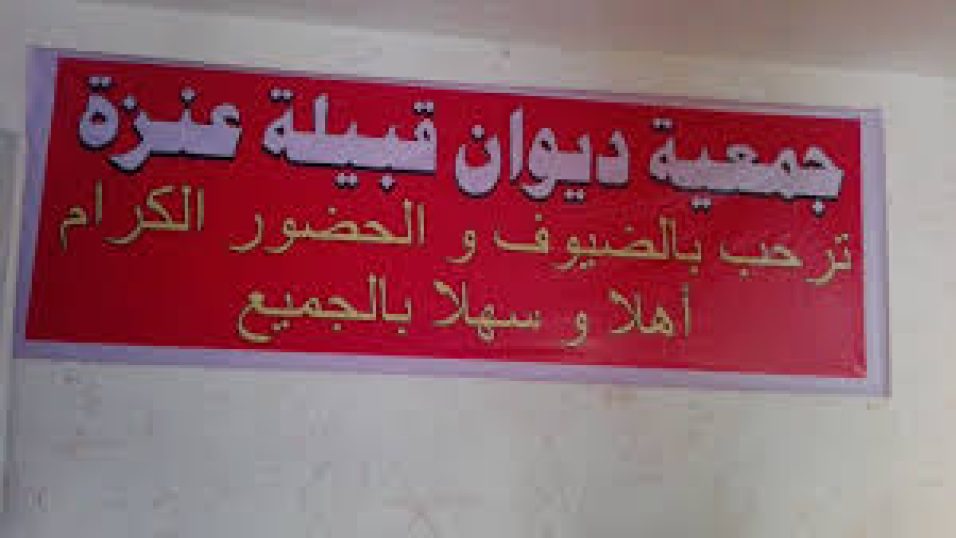 جمعية ديوان قبيلة عنزة
ترحب بالضيوف و الحضور الكرام
أهلا و سهلا بالجميع